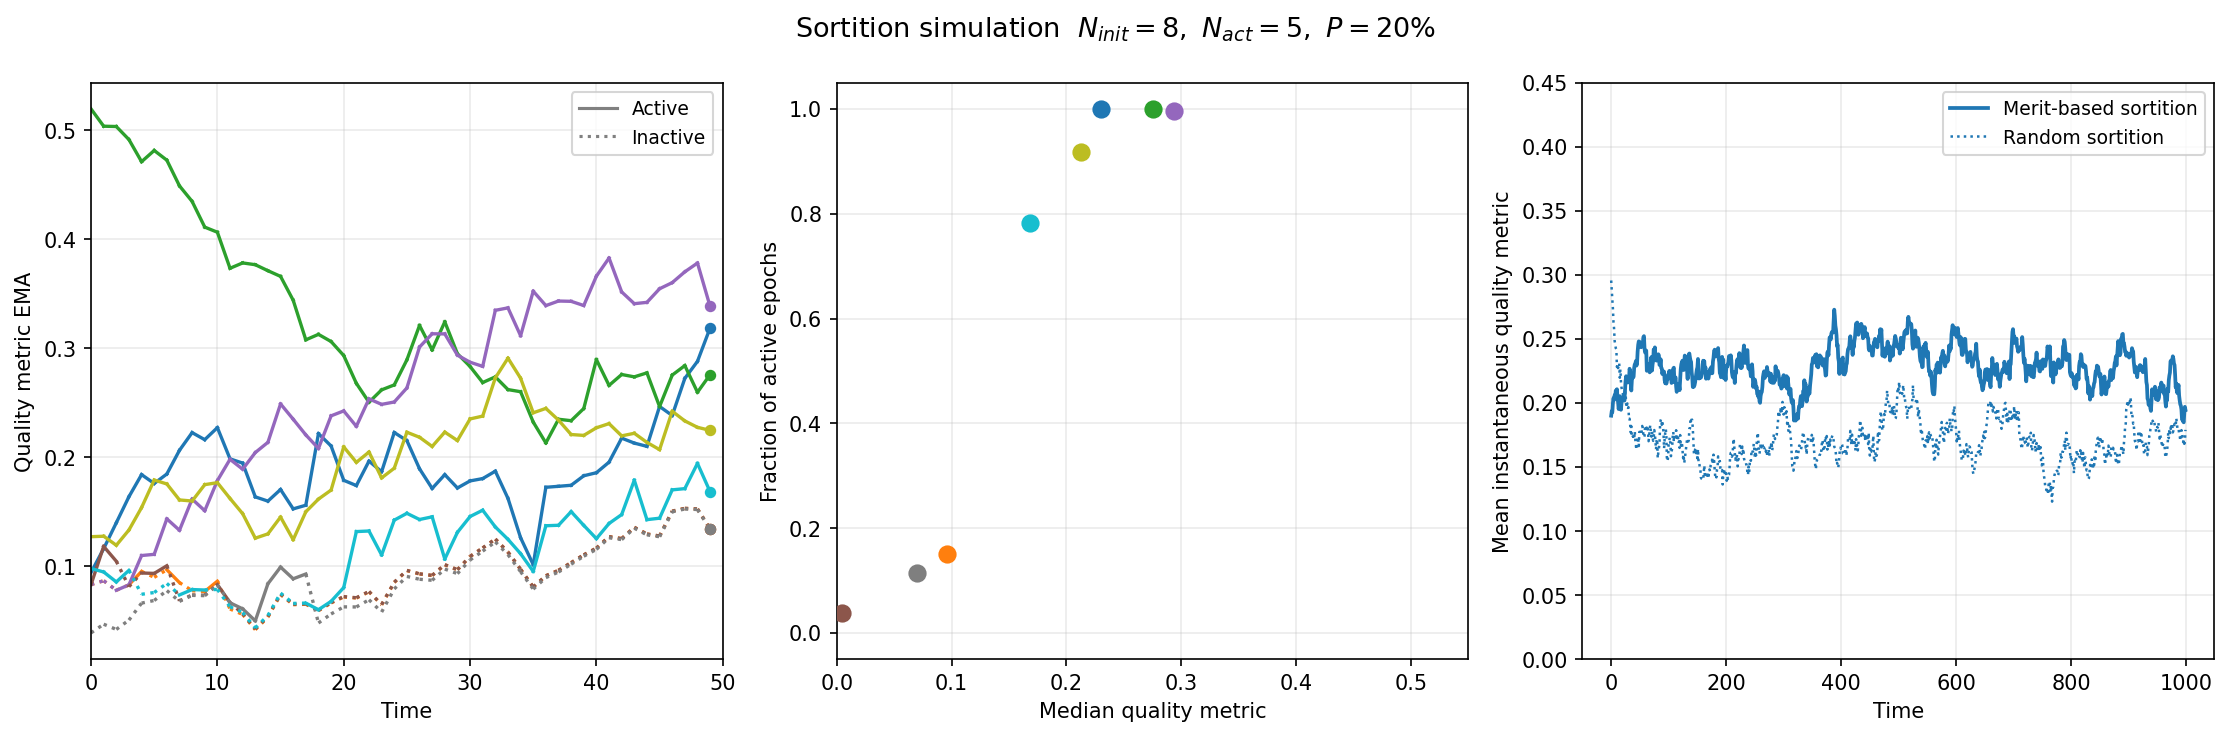 Sortition simulation N_init = 8, N_act = 5, P = 20%
Quality metric EMA
0.5
0.4
0.3
0.2
0.1
0 10 20 30 40 50
Time
Active
Inactive
Fraction of active epochs
1.0
0.8
0.6
0.4
0.2
0.0
0.0 0.1 0.2 0.3 0.4 0.5
Median quality metric
Mean instantaneous quality metric
0.45
0.40
0.35
0.30
0.25
0.20
0.15
0.10
0.05
0.00
0 200 400 600 800 1000
Time
Merit-based sortition
Random sortition